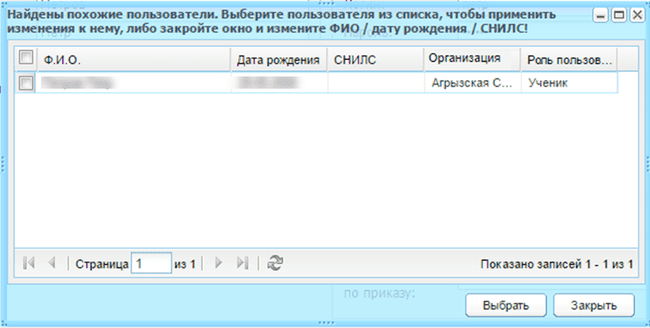 Найдены похожие пользователи. Выберите пользователя из списка, чтобы применить
изменения к нему, либо закройте окно и измените ФИО / дату рождения / СНИЛС!
Ф.И.О. Дата рождения СНИЛС Организация Роль пользов...
Агрызская С... Ученик
Страница 1 из 1 Показано записей 1 - 1 из 1
по приказу:
Выбрать Закрыть